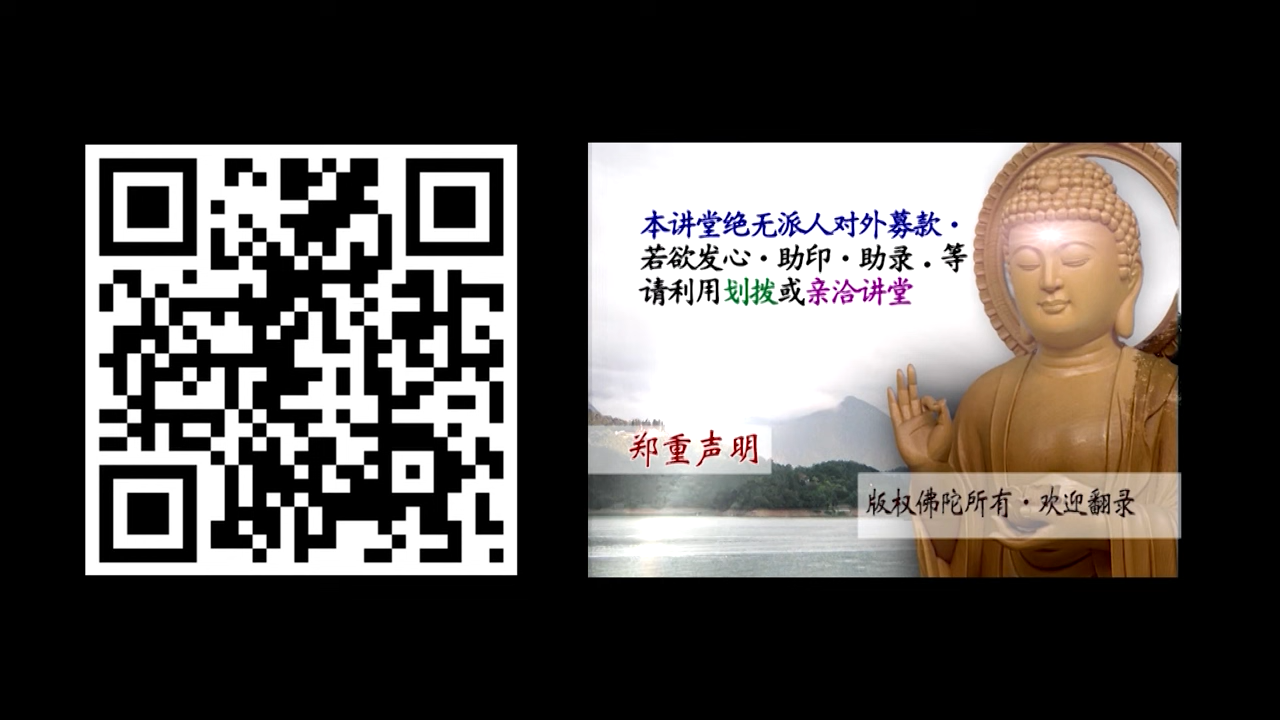 本讲堂绝无派人对外募款·
若欲发心·助印·助录.等
请利用划拨或亲洽讲堂
郑重声明
版权佛陀所有·欢迎翻录